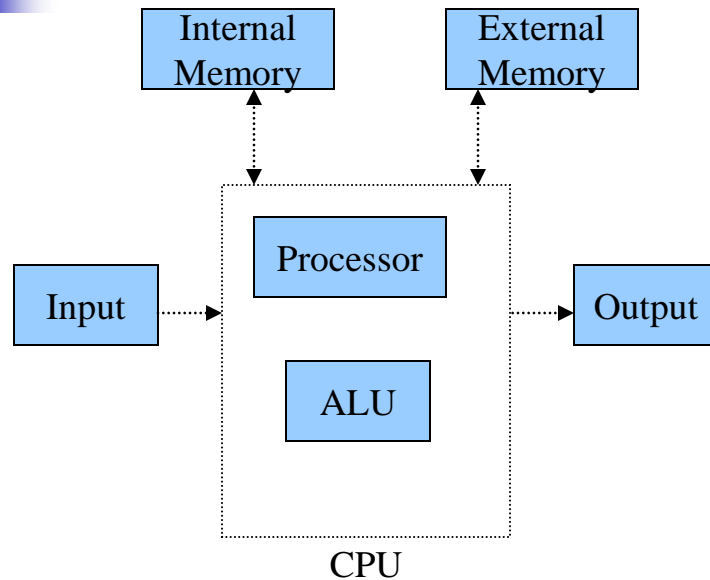 Internal
Memory
External
Memory
Processor
Input
Output
ALU
CPU